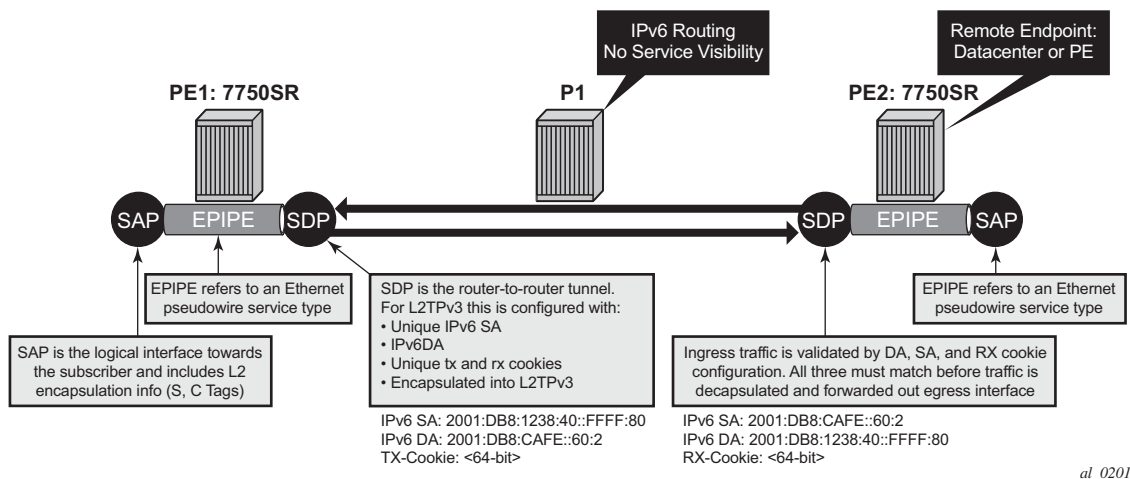 IPv6 Routing
No Service Visibility
Remote Endpoint:
Datacenter or PE
PE1: 7750SR
P1
PE2: 7750SR
SAP
EPIPE
SDP
SDP
EPIPE
SAP
EPIPE refers to an Ethernet
pseudowire service type
SAP is the logical interface towards
the subscriber and includes L2
encapsulation info (S, C Tags)
SDP is the router-to-router tunnel.
For L2TPv3 this is configured with:
• Unique IPv6 SA
• IPv6DA
• Unique tx and rx cookies
• Encapsulated into L2TPv3
IPv6 SA: 2001:DB8:1238:40::FFFF:80
IPv6 DA: 2001:DB8:CAFE::60:2
TX-Cookie: <64-bit>
Ingress traffic is validated by DA, SA, and RX cookie
configuration. All three must match before traffic is
decapsulated and forwarded out egress interface
IPv6 SA: 2001:DB8:CAFE::60:2
IPv6 DA: 2001:DB8:1238:40::FFFF:80
RX-Cookie: <64-bit>
EPIPE refers to an Ethernet
pseudowire service type
al_0201